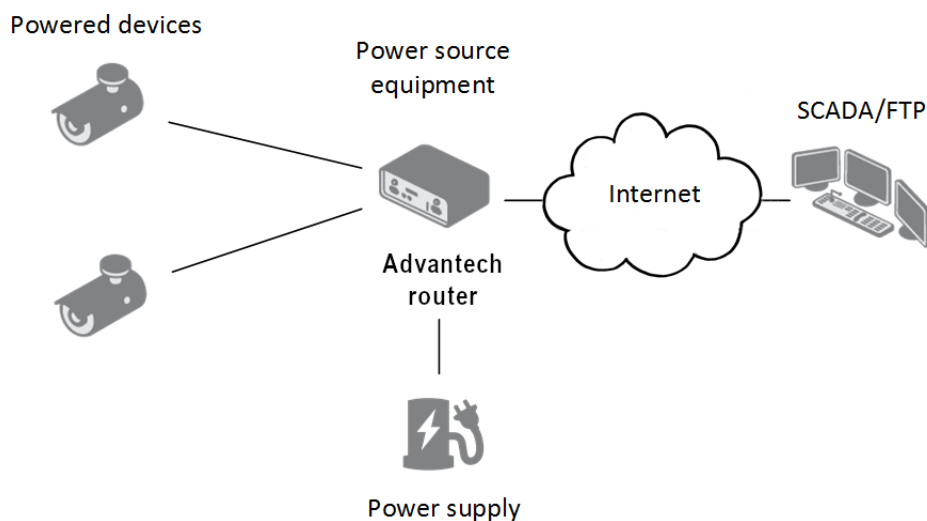 Powered devices
Power source
equipment
SCADA/FTP
Internet
Advantech
router
Power supply